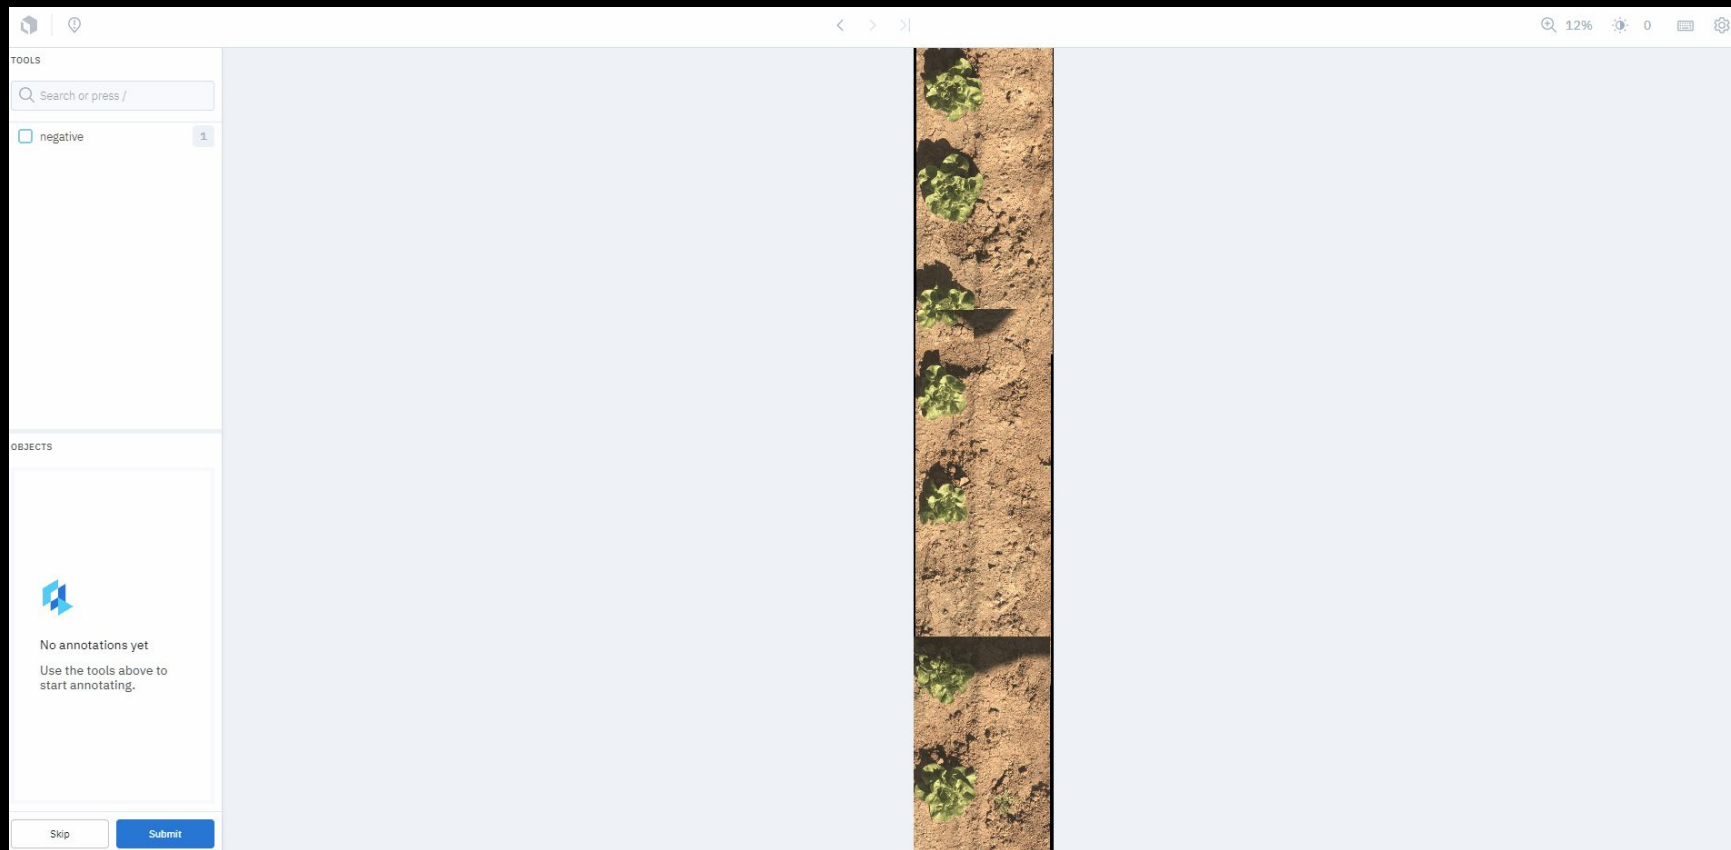 12%
0
TOOLS
Search or press /
negative
1
OBJECTS
No annotations yet
Use the tools above to
start annotating.
Skip
Submit